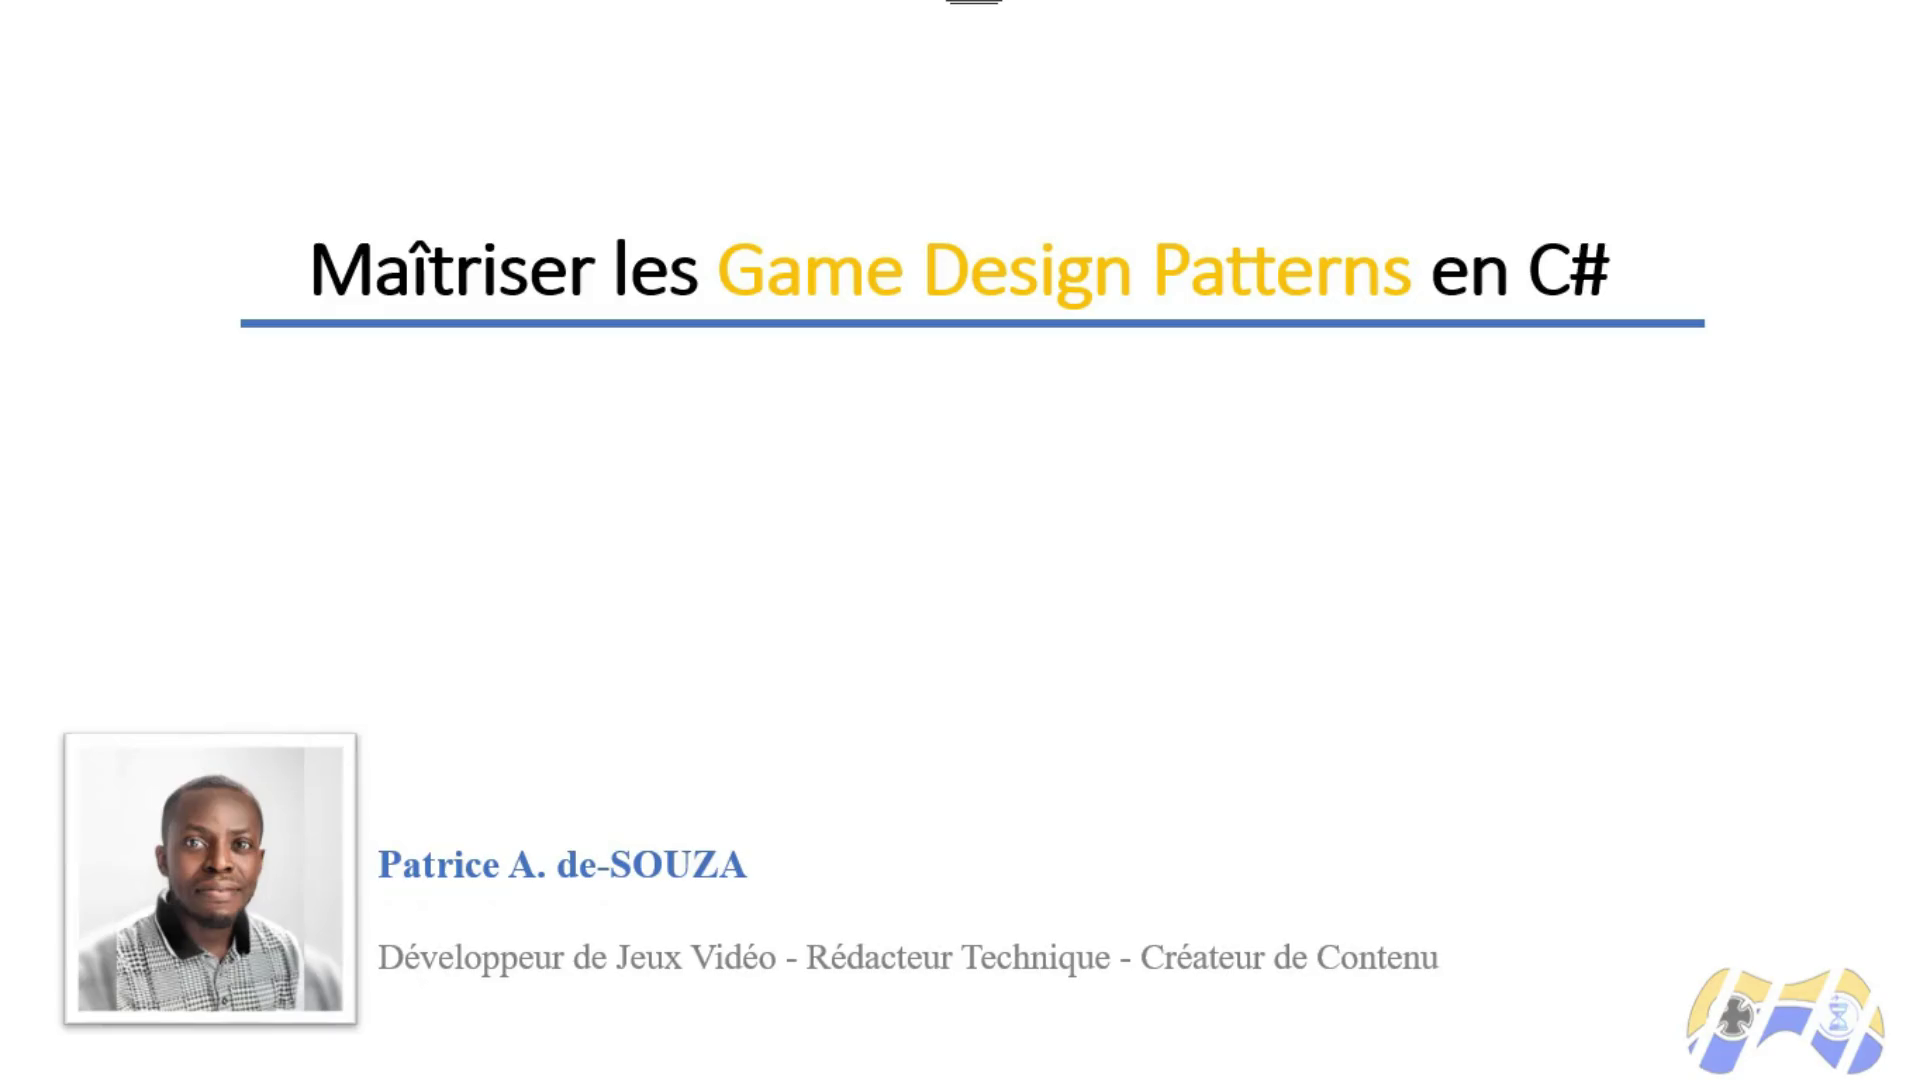 Maîtriser les Game Design Patterns en C#
Patrice A. de-SOUZA
Développeur de Jeux Vidéo - Rédacteur Technique - Créateur de Contenu